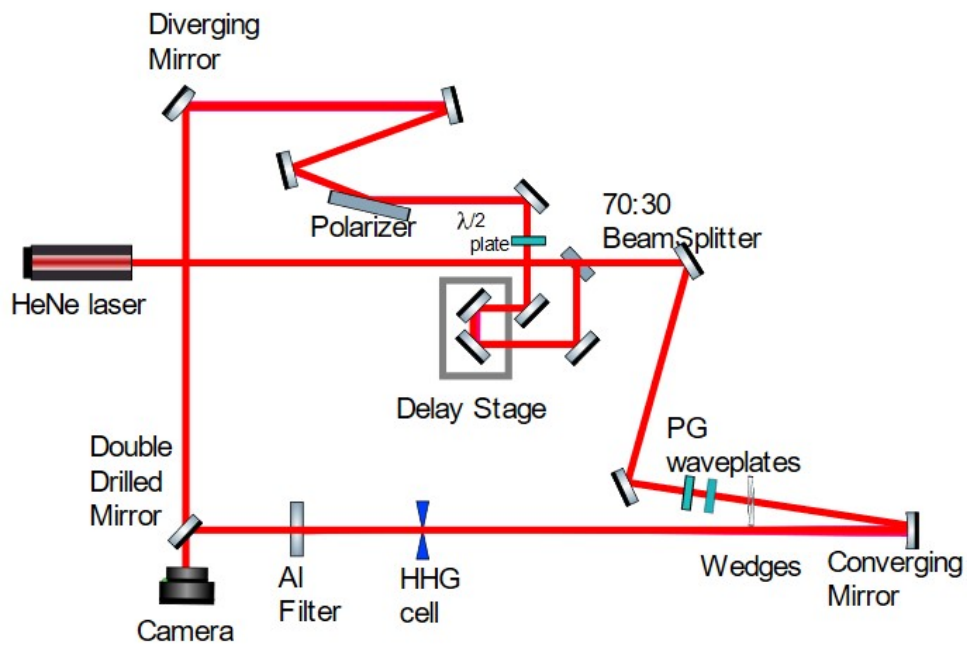 Diverging
Mirror
Polarizer
λ/2
plate
70:30
BeamSplitter
HeNe laser
Delay Stage
Double
Drilled
Mirror
PG
waveplates
Al
Filter
HHG
cell
Wedges
Converging
Mirror
Camera